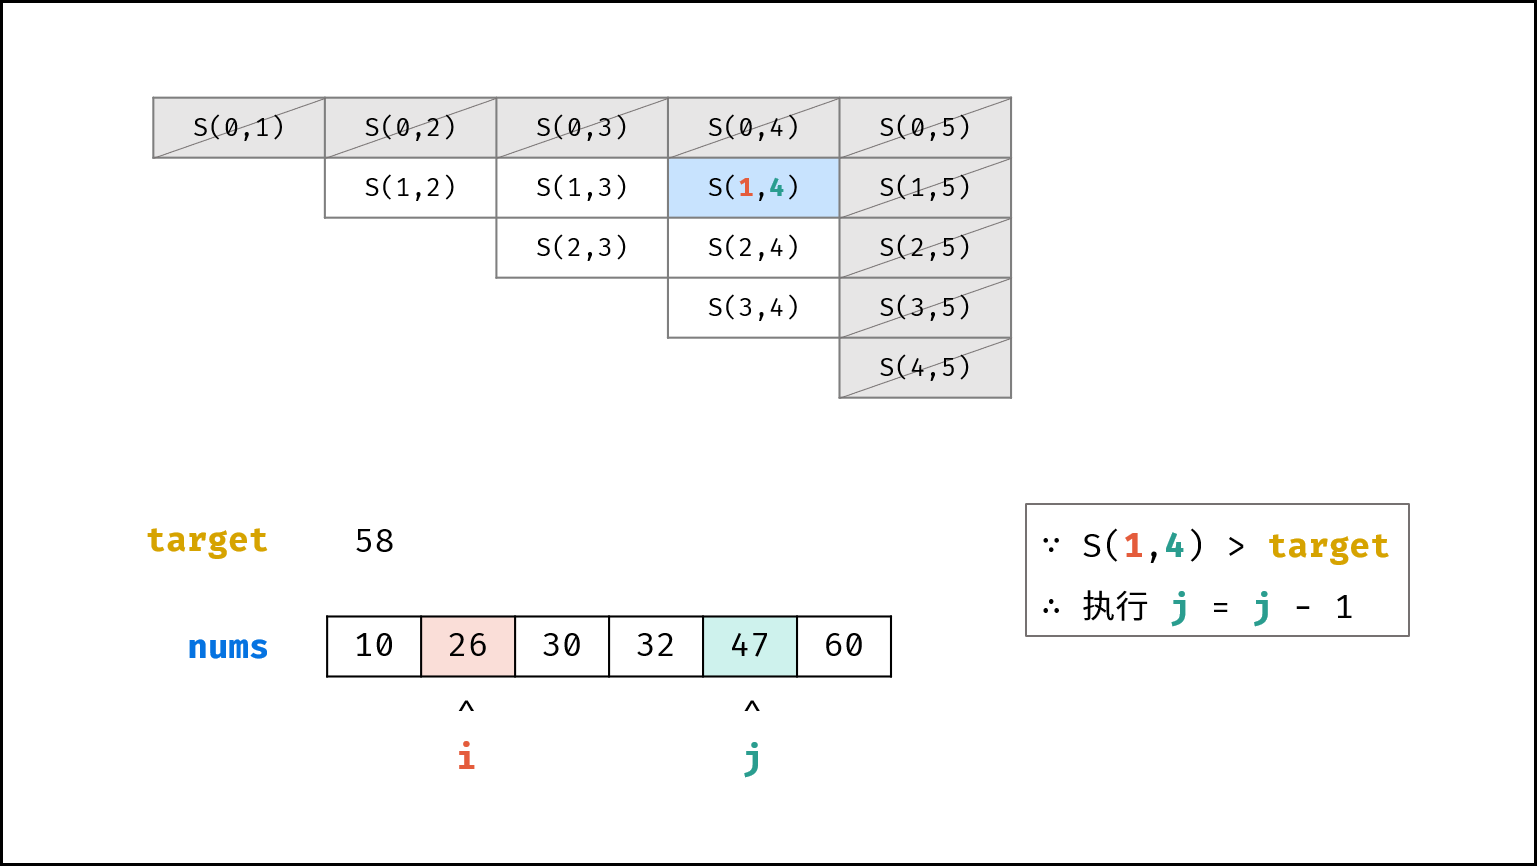 S(0,1) S(0,2) S(0,3) S(0,4) S(0,5)
S(1,2) S(1,3) S(1,4) S(1,5)
S(2,3) S(2,4) S(2,5)
S(3,4) S(3,5)
S(4,5)
target 58
∵ S(1,4) > target
∴ 执行 j = j - 1
nums 10 26 30 32 47 60
^ ^
i j